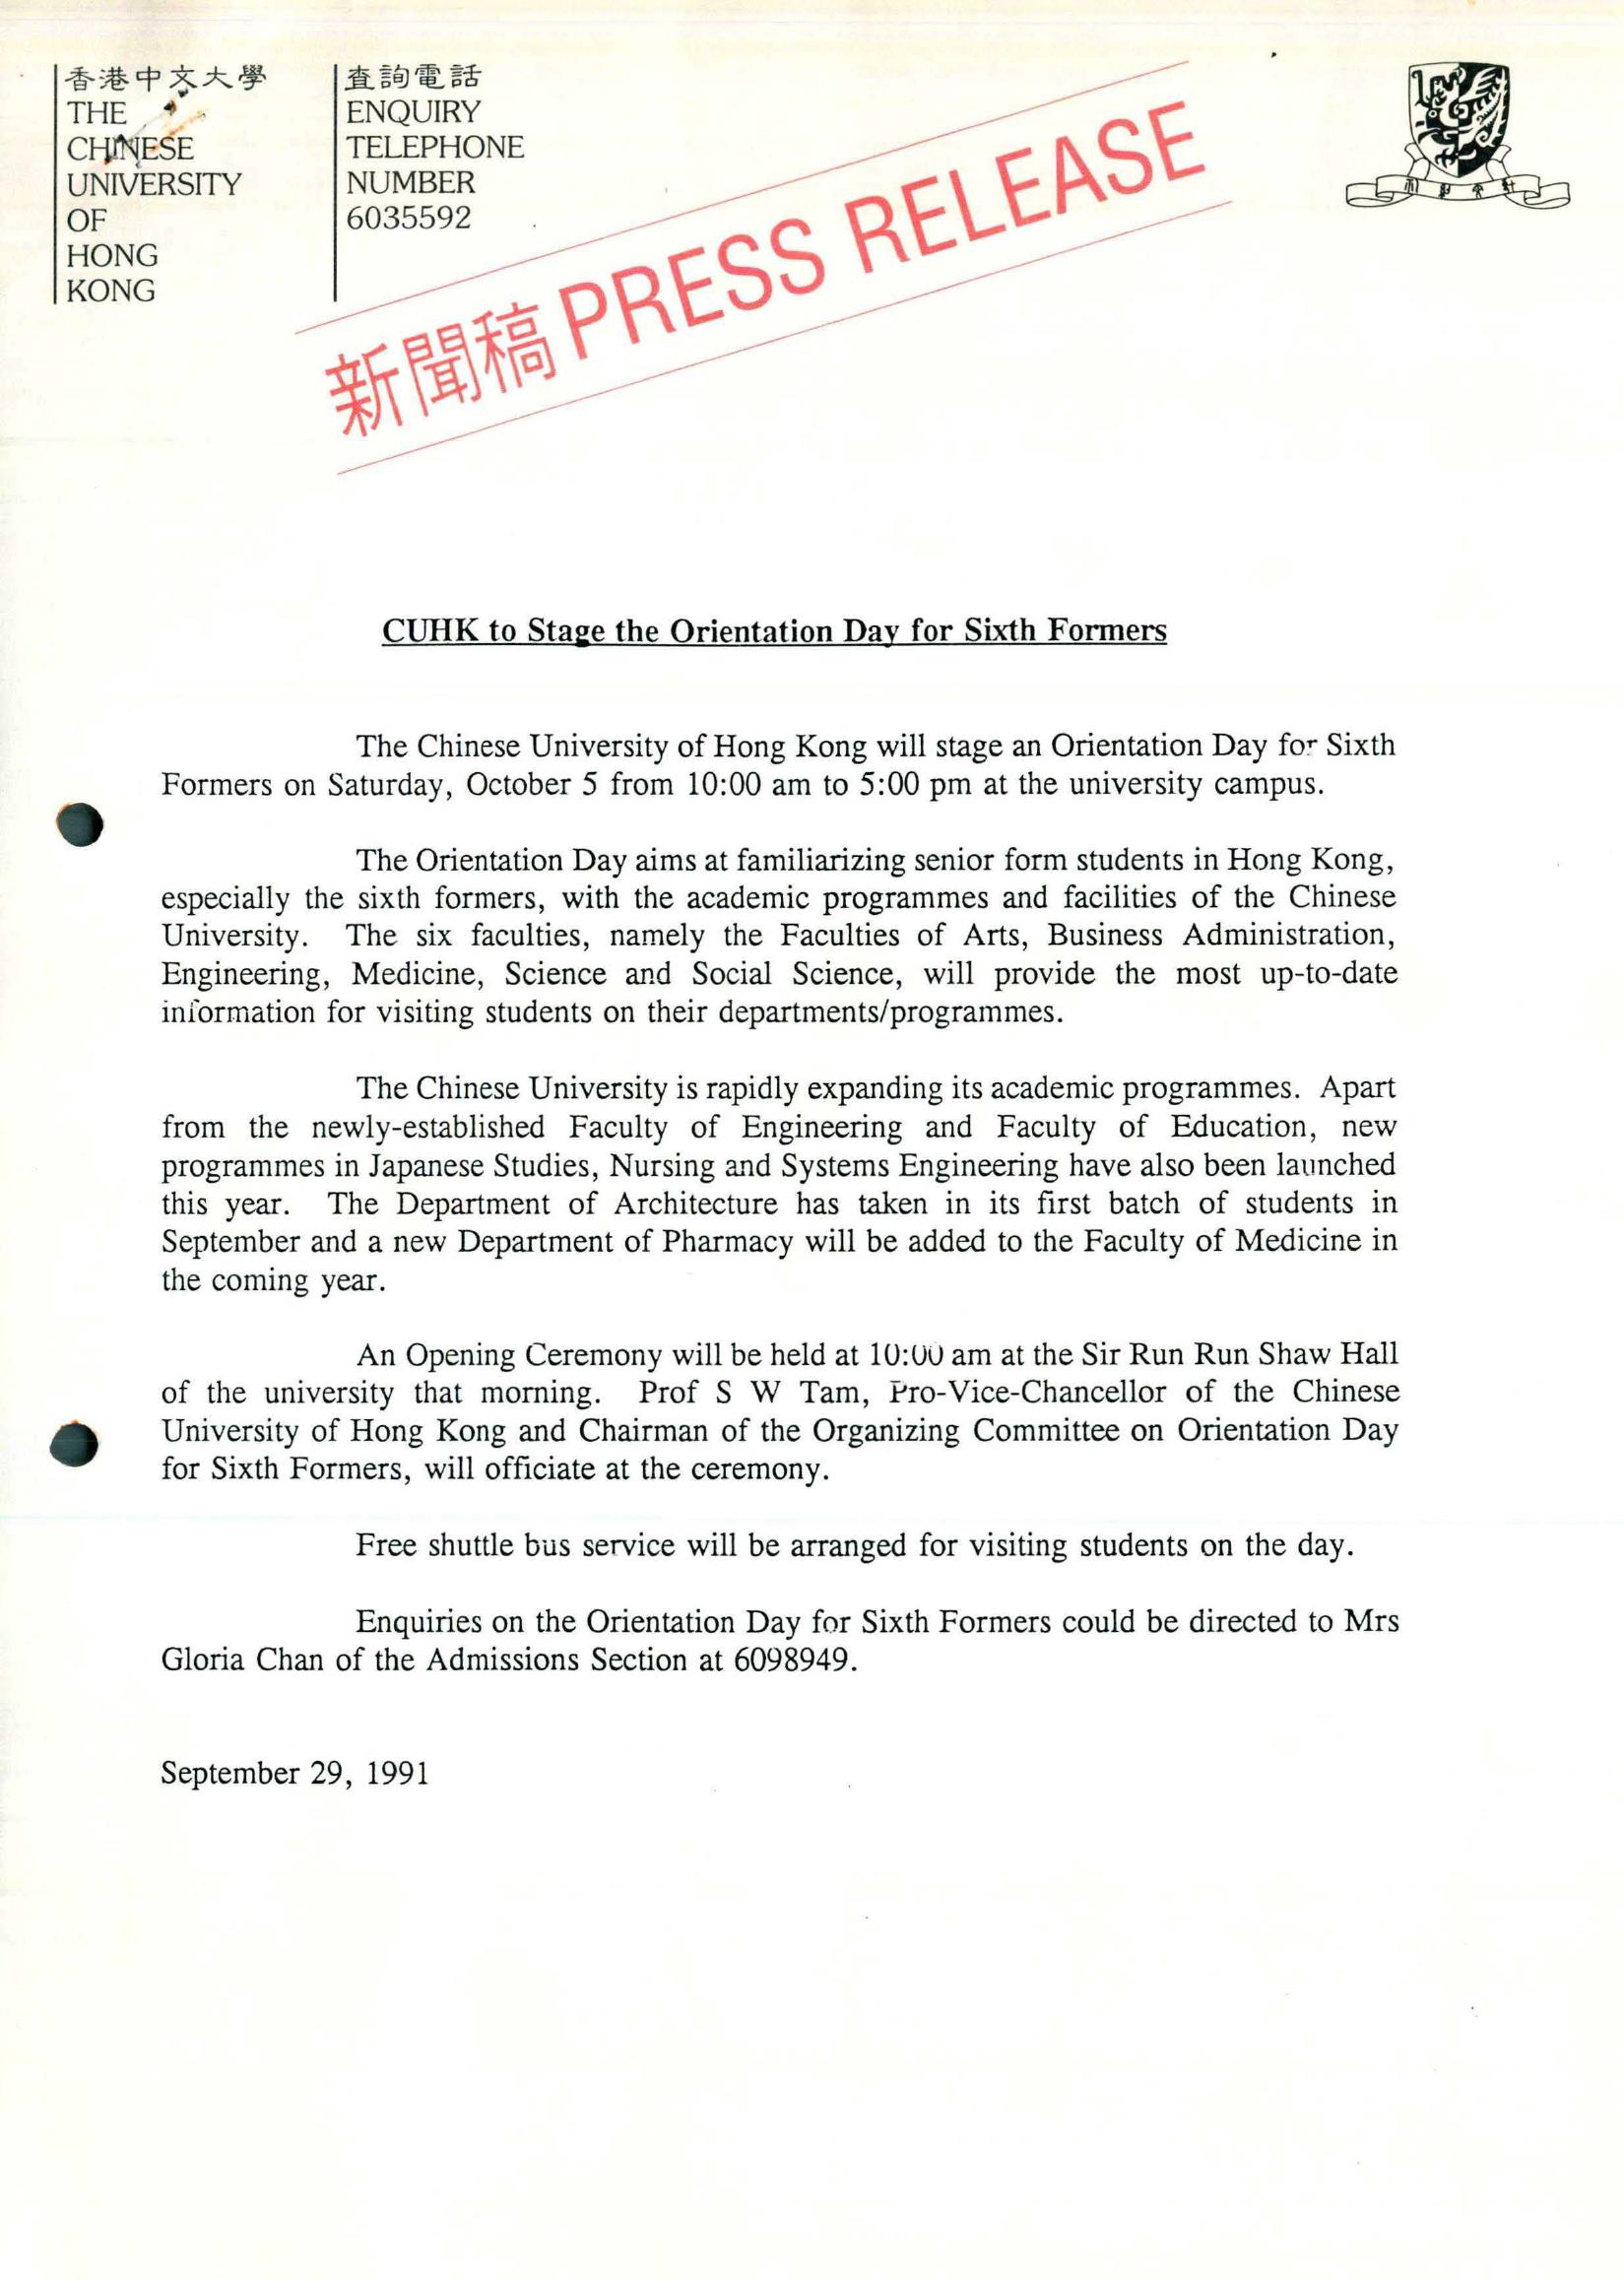 香港中文大學
THE
CHINESE
UNIVERSITY
OF
HONG
KONG
查詢電話
ENQUIRY
TELEPHONE
NUMBER
6035592
新聞稿 PRESS RELEASE
CUHK to Stage the Orientation Day for Sixth Formers
The Chinese University of Hong Kong will stage an Orientation Day for Sixth
Formers on Saturday, October 5 from 10:00 am to 5:00 pm at the university campus.
The Orientation Day aims at familiarizing senior form students in Hong Kong,
especially the sixth formers, with the academic programmes and facilities of the Chinese
University. The six faculties, namely the Faculties of Arts, Business Administration,
Engineering, Medicine, Science and Social Science, will provide the most up-to-date
information for visiting students on their departments/programmes.
The Chinese University is rapidly expanding its academic programmes. Apart
from the newly-established Faculty of Engineering and Faculty of Education, new
programmes in Japanese Studies, Nursing and Systems Engineering have also been launched
this year. The Department of Architecture has taken in its first batch of students in
September and a new Department of Pharmacy will be added to the Faculty of Medicine in
the coming year.
An Opening Ceremony will be held at 10:00 am at the Sir Run Run Shaw Hall
of the university that morning. Prof S W Tam, Pro-Vice-Chancellor of the Chinese
University of Hong Kong and Chairman of the Organizing Committee on Orientation Day
for Sixth Formers, will officiate at the ceremony.
Free shuttle bus service will be arranged for visiting students on the day.
Enquiries on the Orientation Day for Sixth Formers could be directed to Mrs
Gloria Chan of the Admissions Section at 6098949.
September 29, 1991